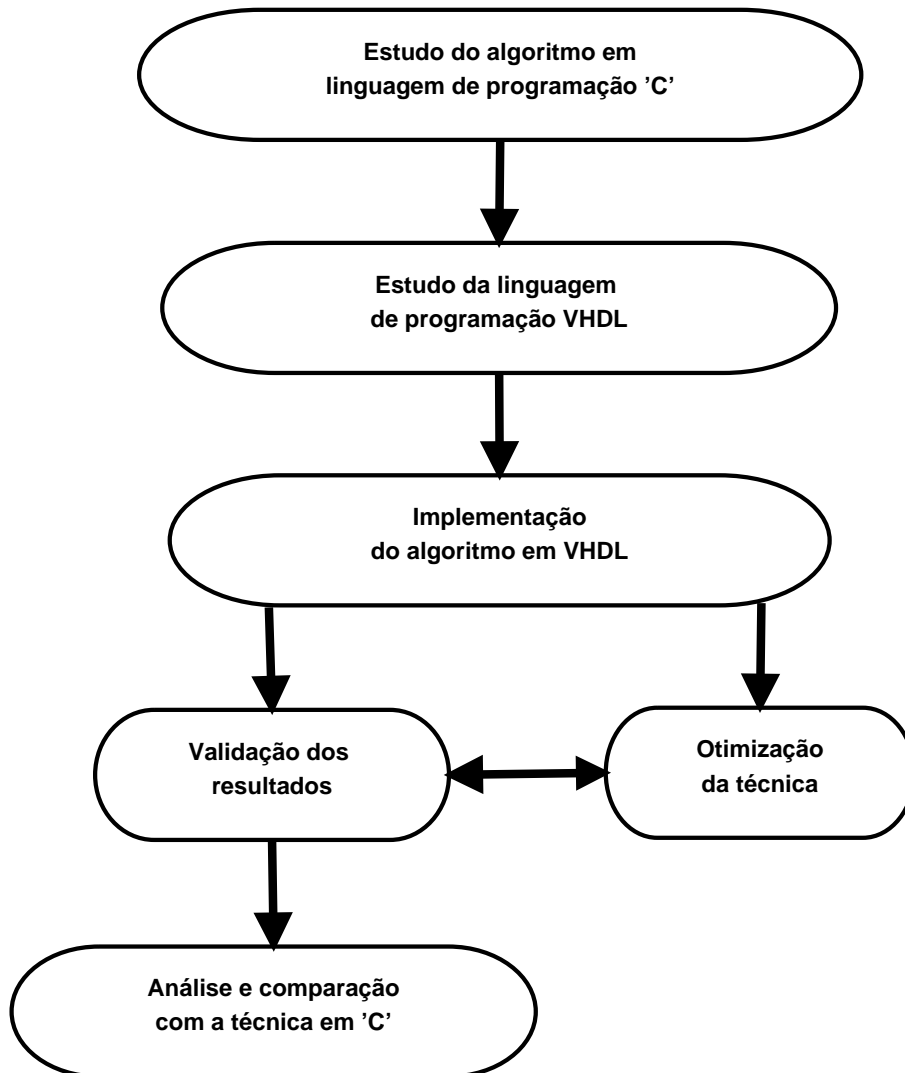 Estudo do algoritmo em
linguagem de programação ’C’
Estudo da linguagem
de programação VHDL
Implementação
do algoritmo em VHDL
Validação dos
resultados
Otimização
da técnica
Análise e comparação
com a técnica em ’C’